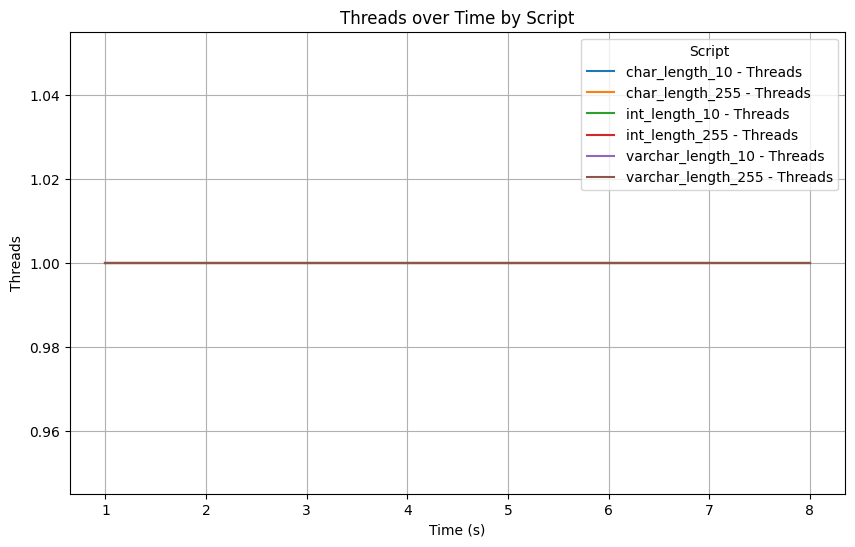 Threads over Time by Script
Script
char_length_10 - Threads
char_length_255 - Threads
int_length_10 - Threads
int_length_255 - Threads
varchar_length_10 - Threads
varchar_length_255 - Threads
Threads
1.04
1.02
1.00
0.98
0.96
1 2 3 4 5 6 7 8
Time (s)